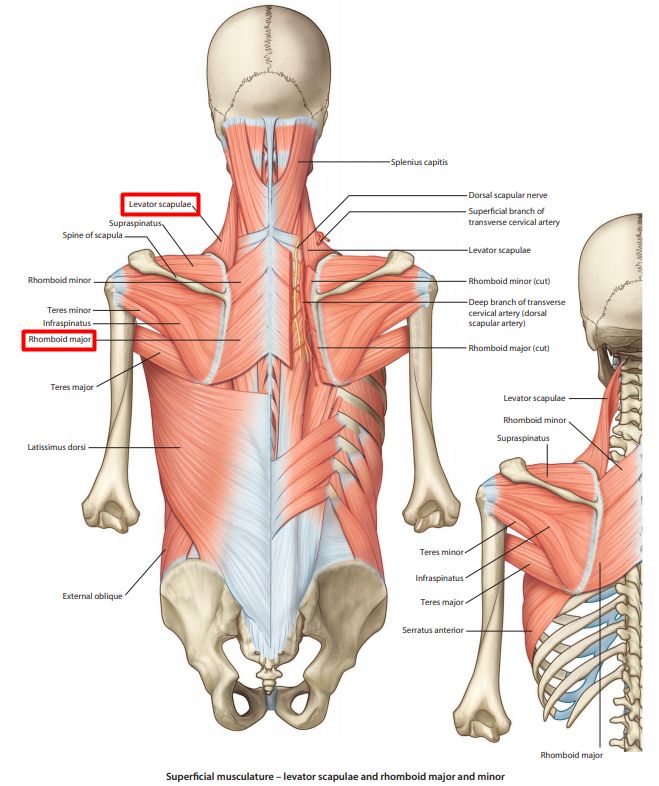 Splenius capitis
Levator scapulae
Supraspinatus
Spine of scapula
Rhomboid minor
Teres minor
Infraspinatus
Rhomboid major
Teres major
Latissimus dorsi
External oblique
Dorsal scapular nerve
Superficial branch of
transverse cervical artery
Levator scapulae
Rhomboid minor (cut)
Deep branch of transverse
cervical artery (dorsal
scapular artery)
Rhomboid major (cut)
Levator scapulae
Rhomboid minor
Supraspinatus
Teres minor
Infraspinatus
Teres major
Serratus anterior
Rhomboid major
Superficial musculature – levator scapulae and rhomboid major and minor